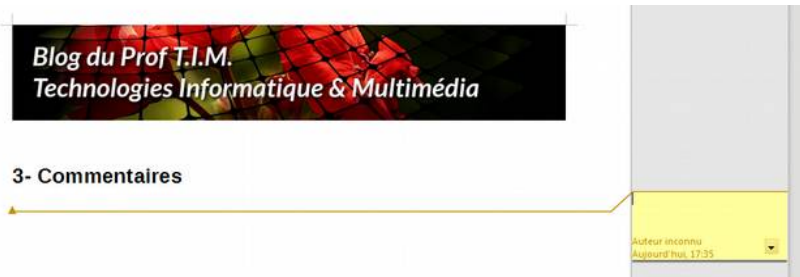 Blog du Prof T.I.M.
Technologies Informatique & Multimédia
3- Commentaires
Auteur inconnu
Aujourd'hui, 17:35